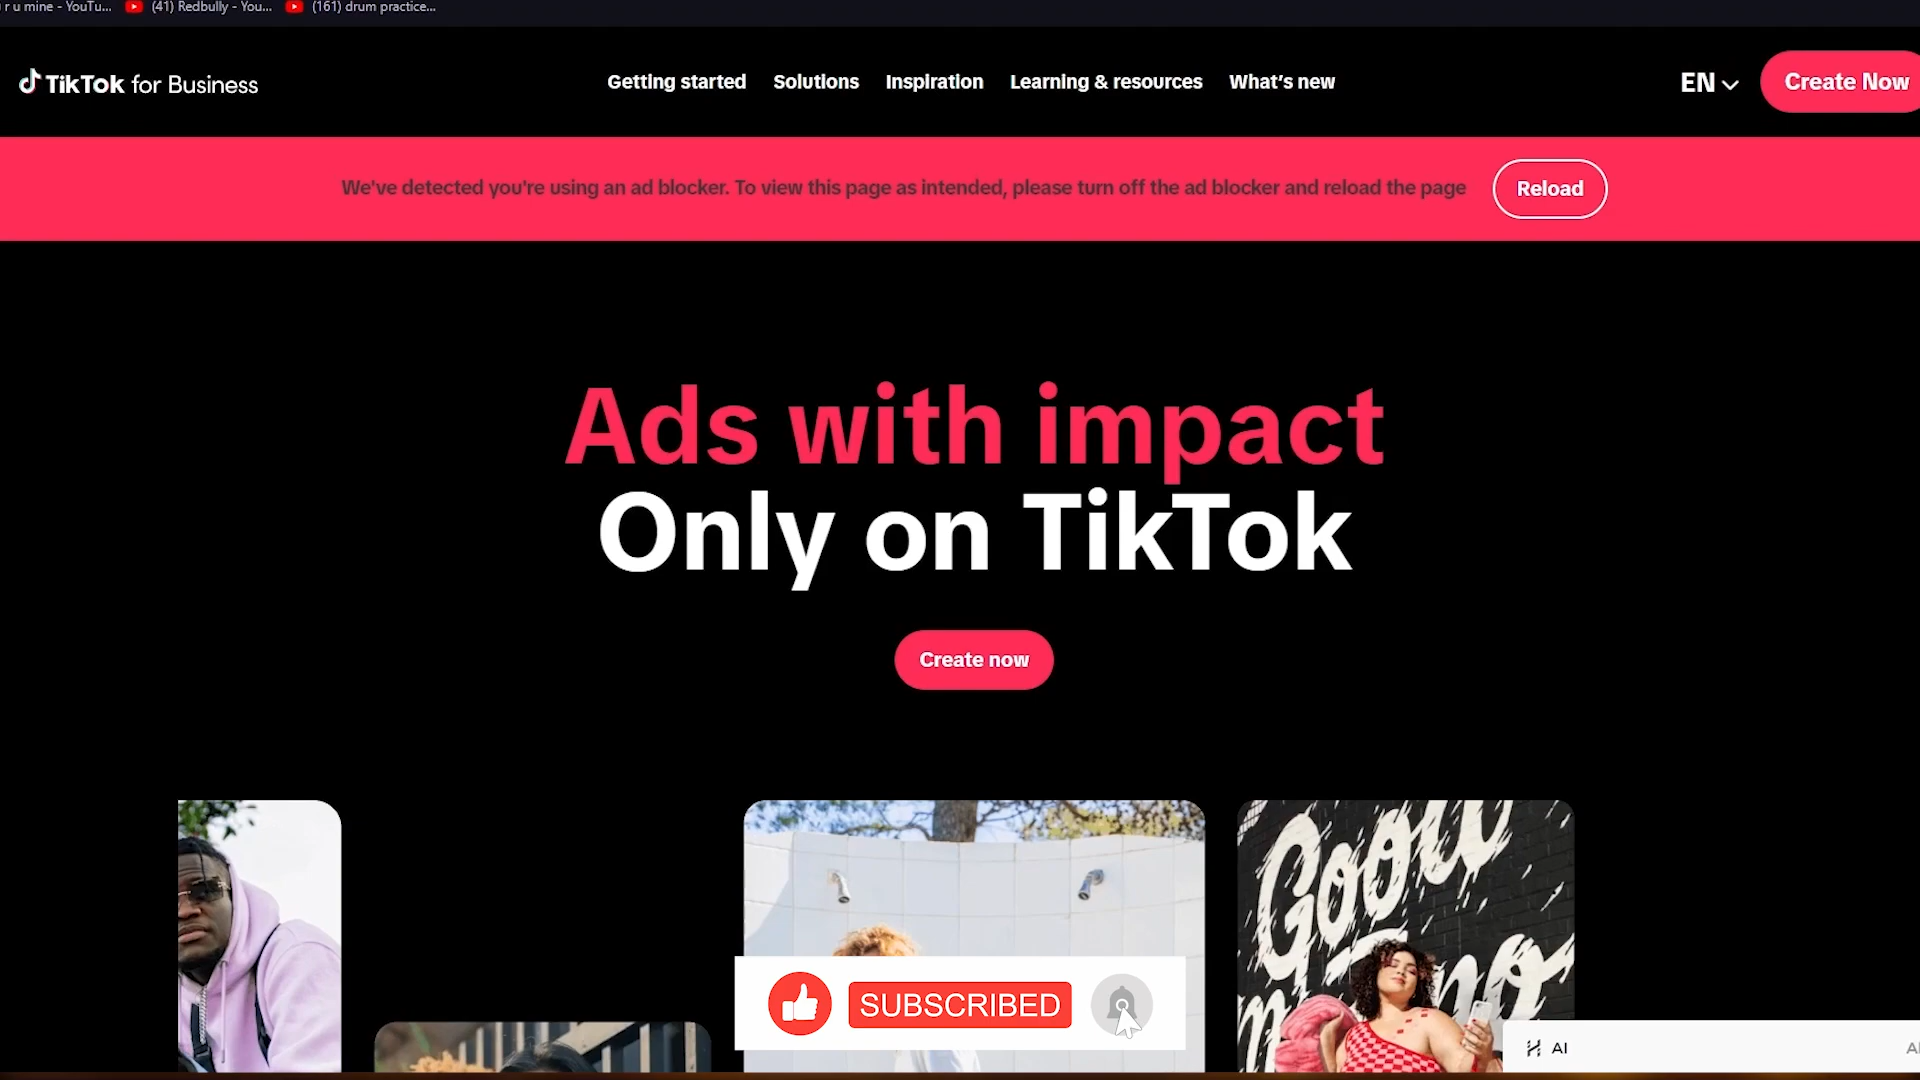 r u mine - YouTu...
(41) Redbully - You...
(161) drum practice...
TikTok for Business
Getting started
Solutions
Inspiration
Learning & resources
What's new
EN
Create Now
We've detected you're using an ad blocker. To view this page as intended, please turn off the ad blocker and reload the page
Reload
Ads with impact
Only on TikTok
Create now
Good
SUBSCRIBED
AI